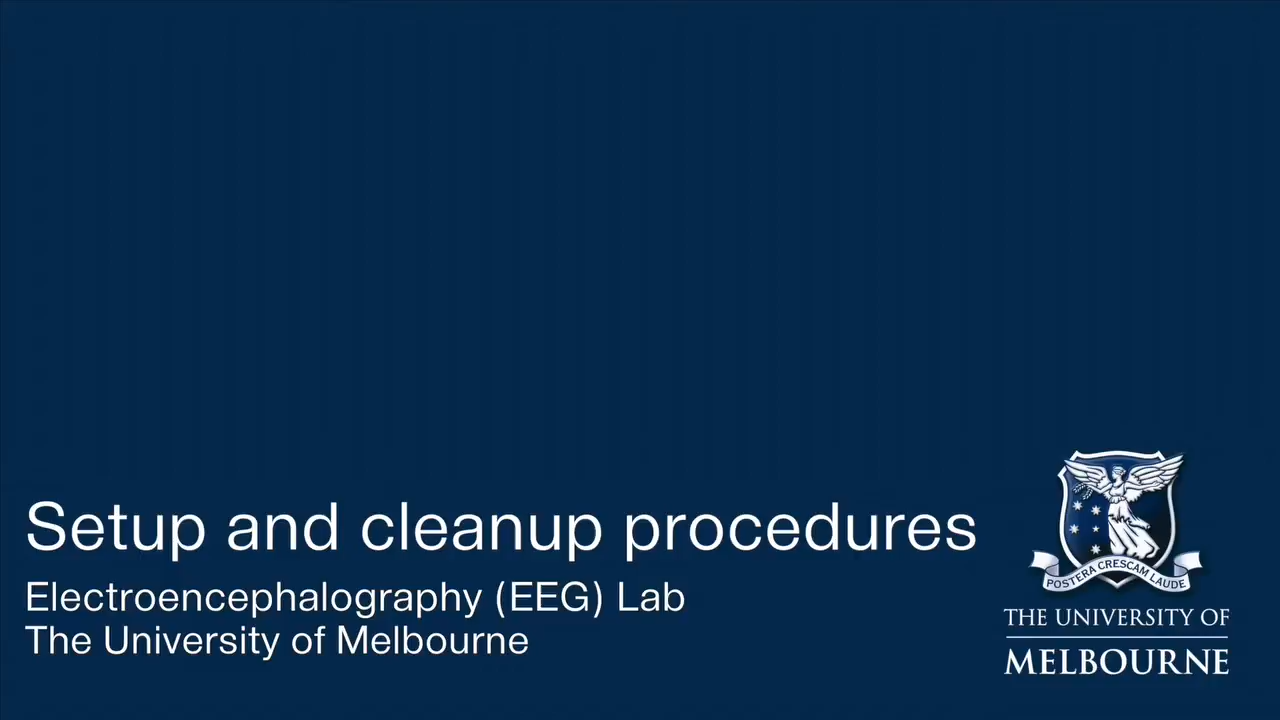 Setup and cleanup procedures
Electroencephalography (EEG) Lab
The University of Melbourne
POSTERA CRESCAM LAUDE
THE UNIVERSITY OF
MELBOURNE